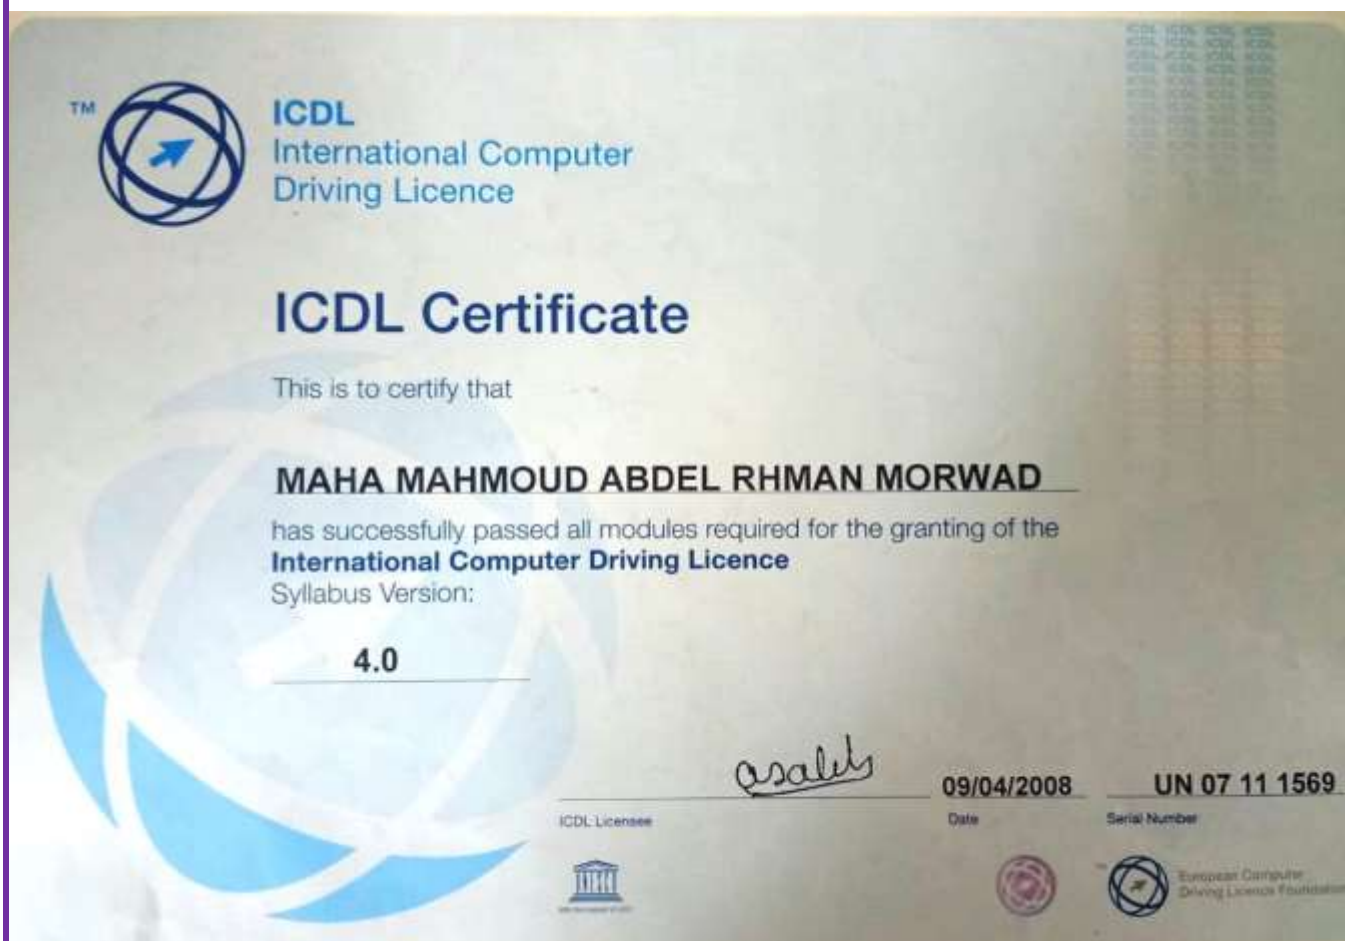 TM
ICDL
International Computer
Driving Licence
ICDL Certificate
This is to certify that
MAHA MAHMOUD ABDEL RHMAN MORWAD
has successfully passed all modules required for the granting of the
International Computer Driving Licence
Syllabus Version:
4.0
09/04/2008 UN 07 11 1569
ICDL Licensee Date Serial Number
European Computer
Driving Licence Foundation